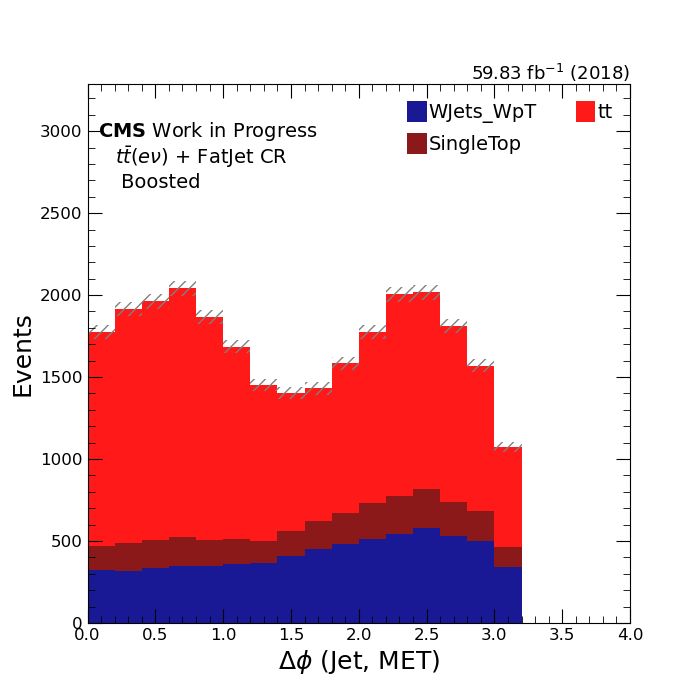 59.83 fb⁻¹ (2018)
WJets_WpT
tt
SingleTop
CMS Work in Progress
tt̄(eν) + FatJet CR
Boosted
Events
3000
2500
2000
1500
1000
500
0
0.0 0.5 1.0 1.5 2.0 2.5 3.0 3.5 4.0
Δϕ (Jet, MET)